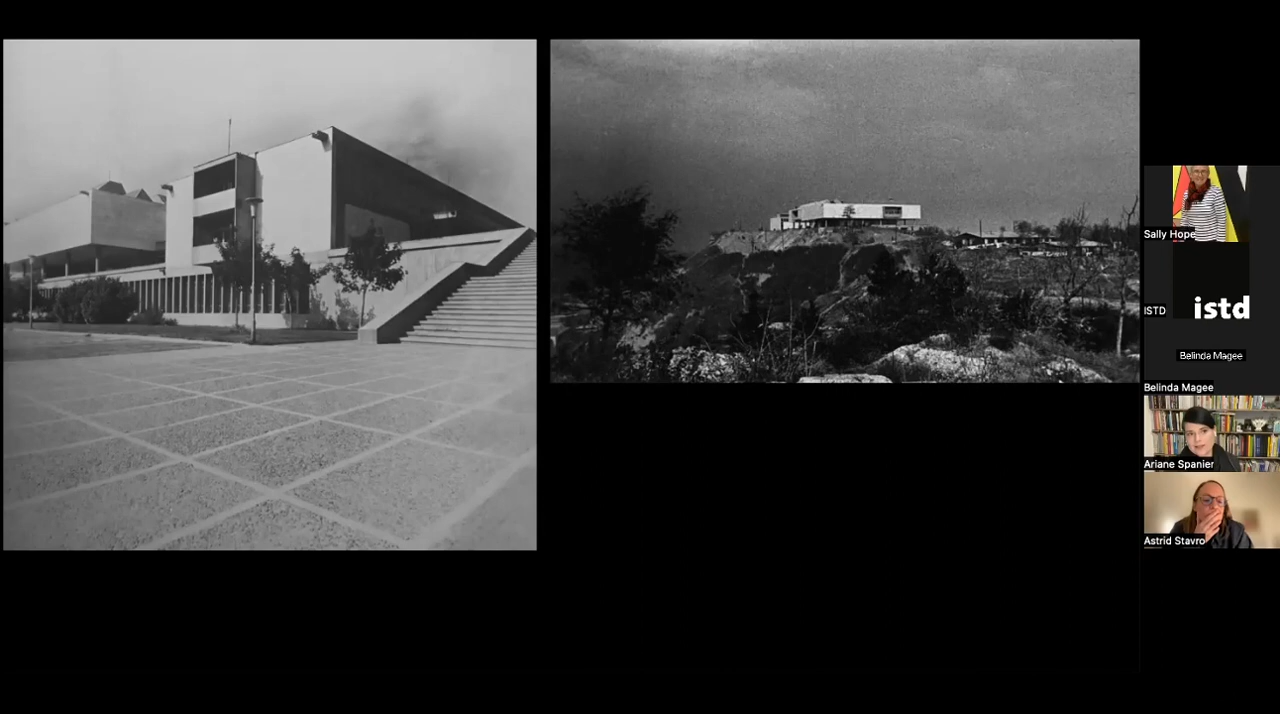 Sally Hope
ISTD
istd
Belinda Magee
Belinda Magee
Ariane Spanier
Astrid Stavro